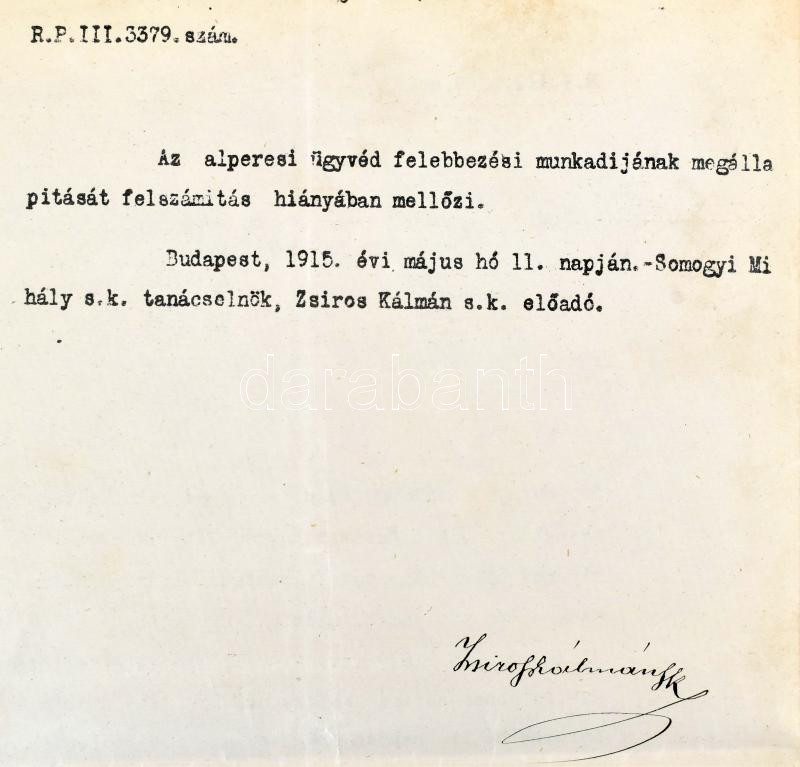 R.P.III.3379.szám.
Az alperesi ügyvéd felebbezési munkadijának megálla
pitását felszámitás hiányában mellőzi.
Budapest, 1915. évi május hó 11. napján.-Somogyi Mi
hály s.k. tanácselnök, Zsiros Kálmán s.k. előadó.
darabanth
Zsiros Kálmán sk